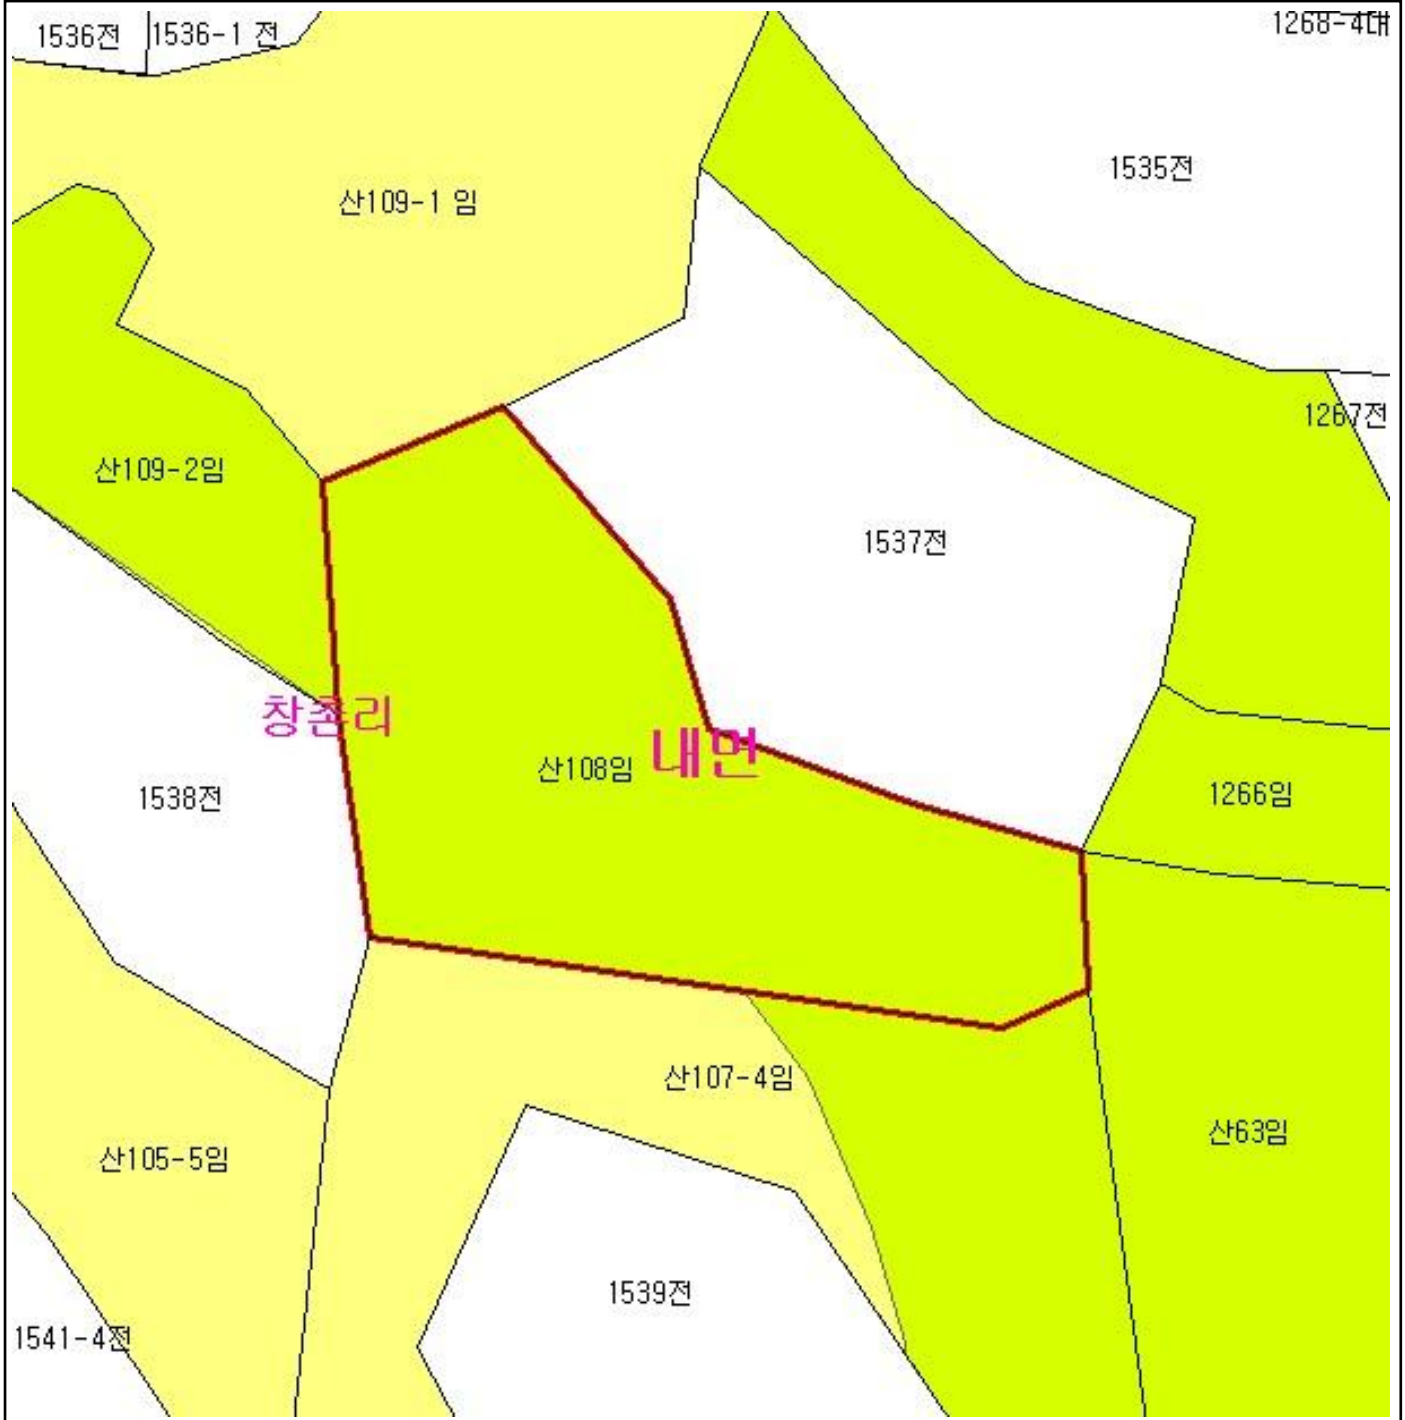 1268-4대
1536전
1536-1 전
1535전
산109-1 임
1267전
산109-2임
1537전
창촌리
내면
산108임
1266임
1538전
산107-4임
산63임
산105-5임
1539전
1541-4전